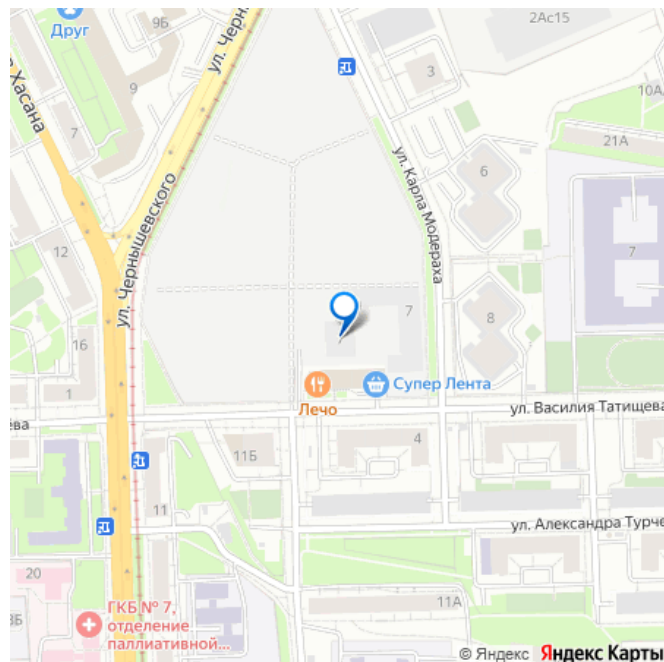 2Ас15
9Б
Друг
ул. Черны
3
9
в Хасана
10А
7
21А
ул. Карла Модераха
6
ул. Чернышевского
12
7
7
8
16
1
Супер Лента
Лечо
ул. Василия Татищева
ева
4
11Б
11
ул. Александра Турче
20
11А
3Б
ГКБ № 7,
отделение
паллиативной...
© Яндекс Яндекс Карты